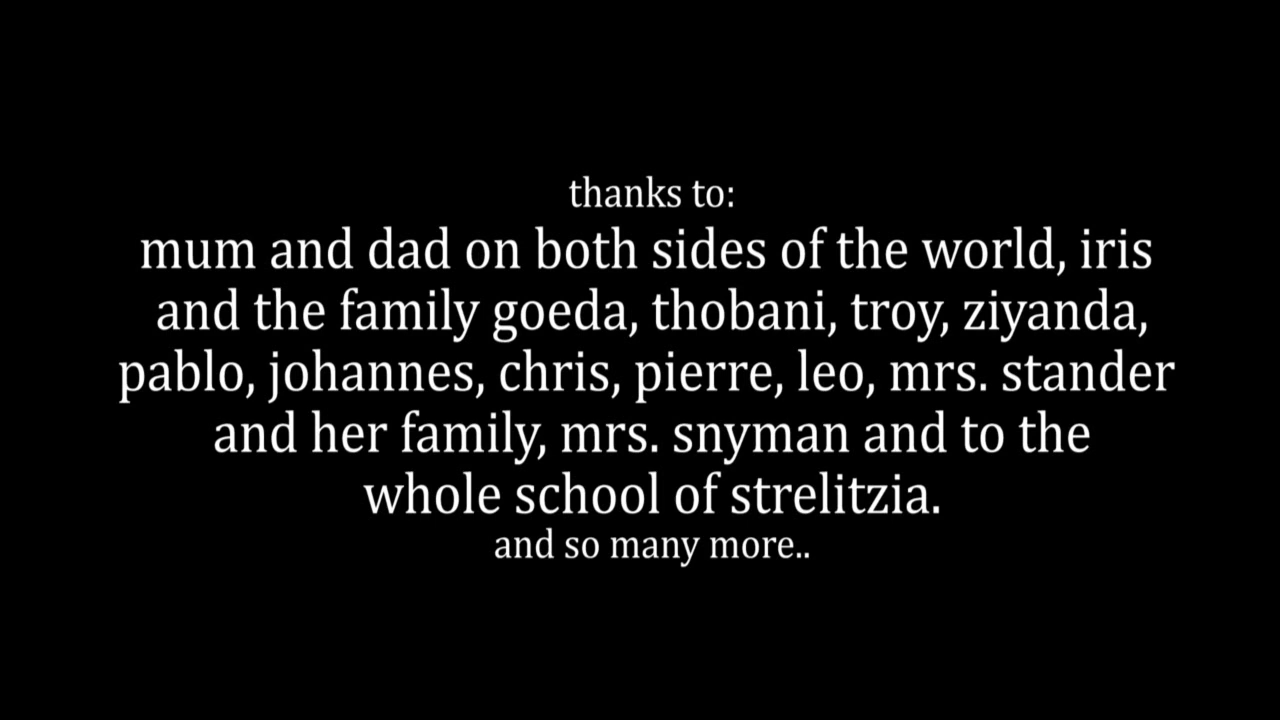 thanks to:
mum and dad on both sides of the world, iris
and the family goeda, thobani, troy, ziyanda,
pablo, johannes, chris, pierre, leo, mrs. stander
and her family, mrs. snyman and to the
whole school of strelitzia.
and so many more..